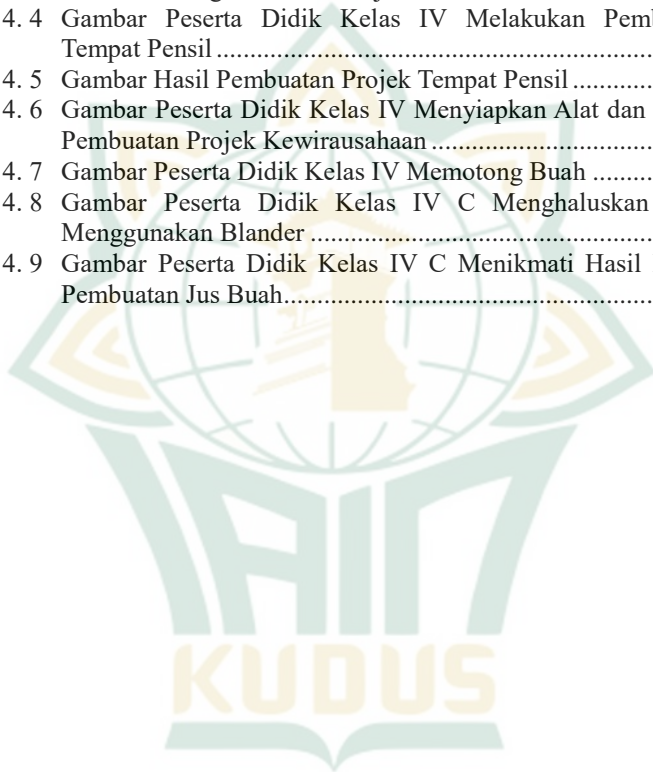 4. 4 Gambar Peserta Didik Kelas IV Melakukan
Tempat Pensil ..............................................................
4. 5 Gambar Hasil Pembuatan Projek Tempat Pensil ............
4. 6 Gambar Peserta Didik Kelas IV Menyiapkan Alat dan
Pembuatan Projek Kewirausahaan .................................
4. 7 Gambar Peserta Didik Kelas IV Memotong Buah .........
4. 8 Gambar Peserta Didik Kelas IV C Menghaluskan
Menggunakan Blander ...................................................
4. 9 Gambar Peserta Didik Kelas IV C Menikmati Hasil
Pembuatan Jus Buah.......................................................
IAIN
KUDUS